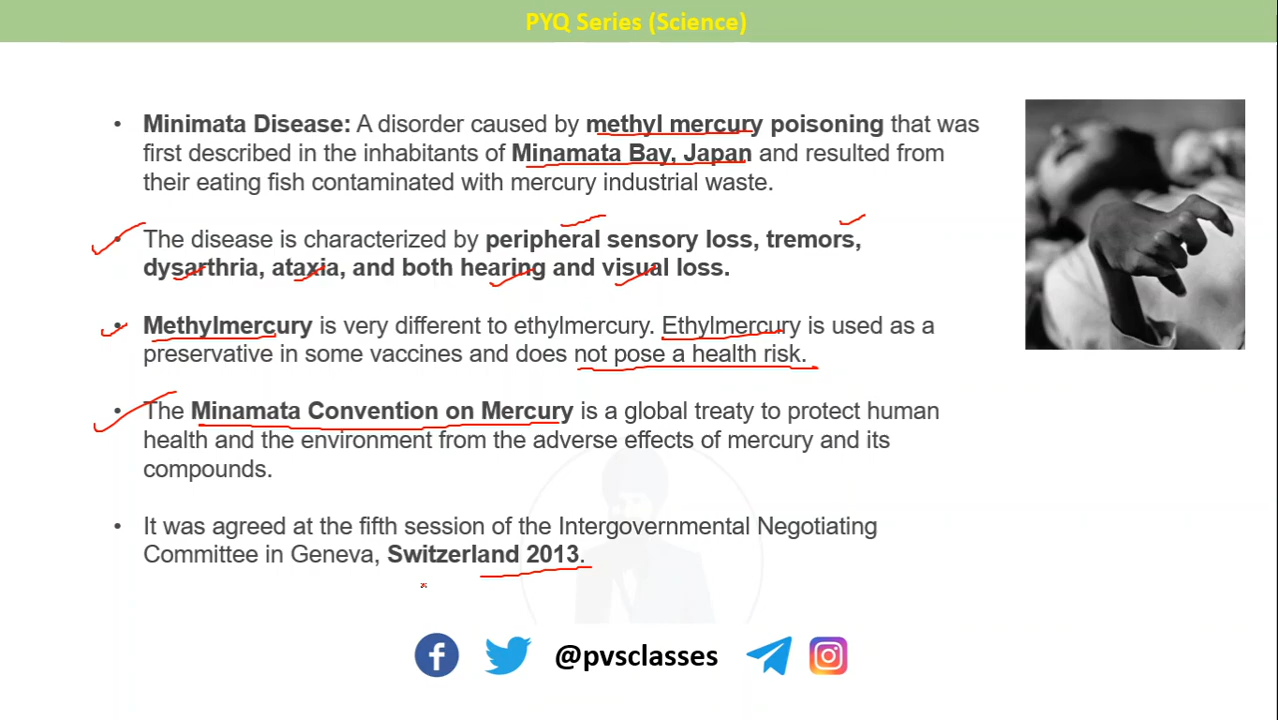 PYQ Series (Science)
• Minimata Disease: A disorder caused by methyl mercury poisoning that was
first described in the inhabitants of Minamata Bay, Japan and resulted from
their eating fish contaminated with mercury industrial waste.
• The disease is characterized by peripheral sensory loss, tremors,
dysarthria, ataxia, and both hearing and visual loss.
• Methylmercury is very different to ethylmercury. Ethylmercury is used as a
preservative in some vaccines and does not pose a health risk.
• The Minamata Convention on Mercury is a global treaty to protect human
health and the environment from the adverse effects of mercury and its
compounds.
• It was agreed at the fifth session of the Intergovernmental Negotiating
Committee in Geneva, Switzerland 2013.
@pvsclasses